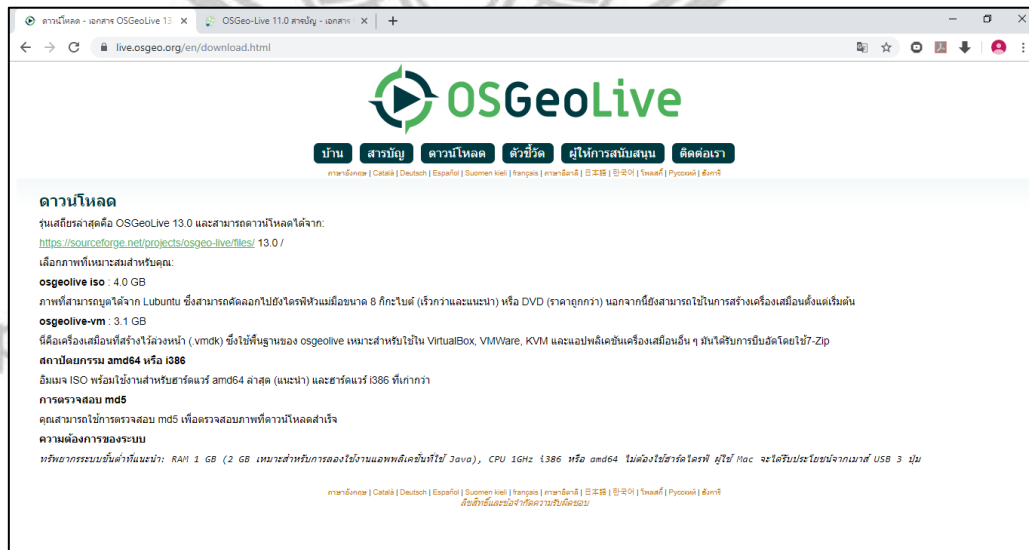 ดาวน์โหลด - เอกสาร OSGeoLive 13
OSGeo-Live 11.0 สารบัญ - เอกสาร
live.osgeo.org/en/download.html
OSGeoLive
บ้าน สารบัญ ดาวน์โหลด ตัวชี้วัด ผู้ให้การสนับสนุน ติดต่อเรา
ภาษาอังกฤษ | Català | Deutsch | Español | Suomen kieli | français | ภาษาอิตาลี | 日本語 | 한국어 | โพลสกี้ | Русский | ฮังการี
ดาวน์โหลด
รุ่นเสถียรล่าสุดคือ OSGeoLive 13.0 และสามารถดาวน์โหลดได้จาก:
https://sourceforge.net/projects/osgeo-live/files/ 13.0 /
เลือกภาพที่เหมาะสมสำหรับคุณ:
osgeolive iso : 4.0 GB
ภาพที่สามารถบูตได้จาก Lubuntu ซึ่งสามารถคัดลอกไปยังไดรฟ์หัวแม่มือขนาด 8 กิกะไบต์ (เร็วกว่าและแนะนำ) หรือ DVD (ราคาถูกกว่า) นอกจากนี้ยังสามารถใช้ในการสร้างเครื่องเสมือนตั้งแต่เริ่มต้น
osgeolive-vm : 3.1 GB
นี่คือเครื่องเสมือนที่สร้างไว้ล่วงหน้า (.vmdk) ซึ่งใช้พื้นฐานของ osgeolive เหมาะสำหรับใช้ใน VirtualBox, VMWare, KVM และแอปพลิเคชันเครื่องเสมือนอื่น ๆ มันได้รับการบีบอัดโดยใช้7-Zip
สถาปัตยกรรม amd64 หรือ i386
อิมเมจ ISO พร้อมใช้งานสำหรับฮาร์ดแวร์ amd64 ล่าสุด (แนะนำ) และฮาร์ดแวร์ i386 ที่เก่ากว่า
การตรวจสอบ md5
คุณสามารถใช้การตรวจสอบ md5 เพื่อตรวจสอบภาพที่ดาวน์โหลดสำเร็จ
ความต้องการของระบบ
ทรัพยากรระบบขั้นต่ำที่แนะนำ: RAM 1 GB (2 GB เหมาะสำหรับการลองใช้งานแอพพลิเคชั่นที่ใช้ Java), CPU 1GHz i386 หรือ amd64 ไม่ต้องใช้ฮาร์ดไดรฟ์ ผู้ใช้ Mac จะได้รับประโยชน์จากเมาส์ USB 3 ปุ่ม
ภาษาอังกฤษ | Català | Deutsch | Español | Suomen kieli | français | ภาษาอิตาลี | 日本語 | 한국어 | โพลสกี้ | Русский | ฮังการี
ลิขสิทธิ์และข้อจำกัดความรับผิดชอบ